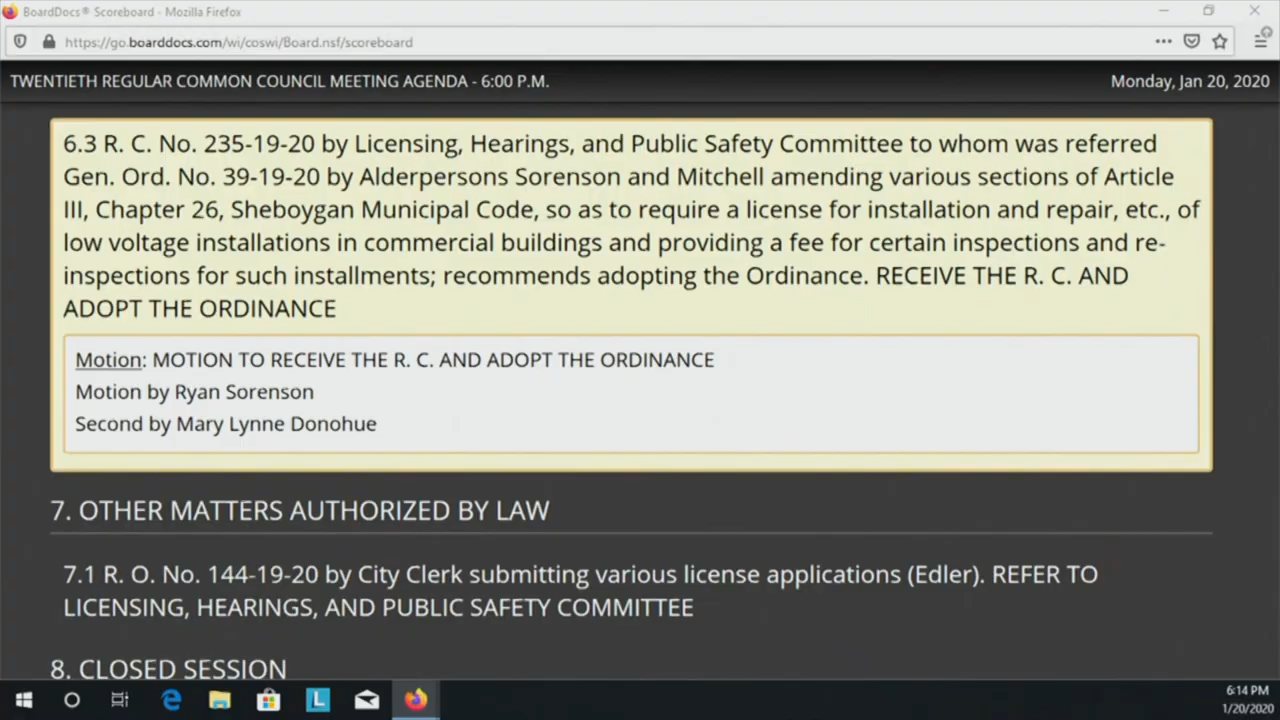 BoardDocs® Scoreboard - Mozilla Firefox
https://go.boarddocs.com/wi/coswi/Board.nsf/scoreboard
TWENTIETH REGULAR COMMON COUNCIL MEETING AGENDA - 6:00 P.M.
Monday, Jan 20, 2020
6.3 R. C. No. 235-19-20 by Licensing, Hearings, and Public Safety Committee to whom was referred
Gen. Ord. No. 39-19-20 by Alderpersons Sorenson and Mitchell amending various sections of Article
III, Chapter 26, Sheboygan Municipal Code, so as to require a license for installation and repair, etc., of
low voltage installations in commercial buildings and providing a fee for certain inspections and re-
inspections for such installments; recommends adopting the Ordinance. RECEIVE THE R. C. AND
ADOPT THE ORDINANCE
Motion: MOTION TO RECEIVE THE R. C. AND ADOPT THE ORDINANCE
Motion by Ryan Sorenson
Second by Mary Lynne Donohue
7. OTHER MATTERS AUTHORIZED BY LAW
7.1 R. O. No. 144-19-20 by City Clerk submitting various license applications (Edler). REFER TO
LICENSING, HEARINGS, AND PUBLIC SAFETY COMMITTEE
8. CLOSED SESSION
L
6:14 PM
1/20/2020